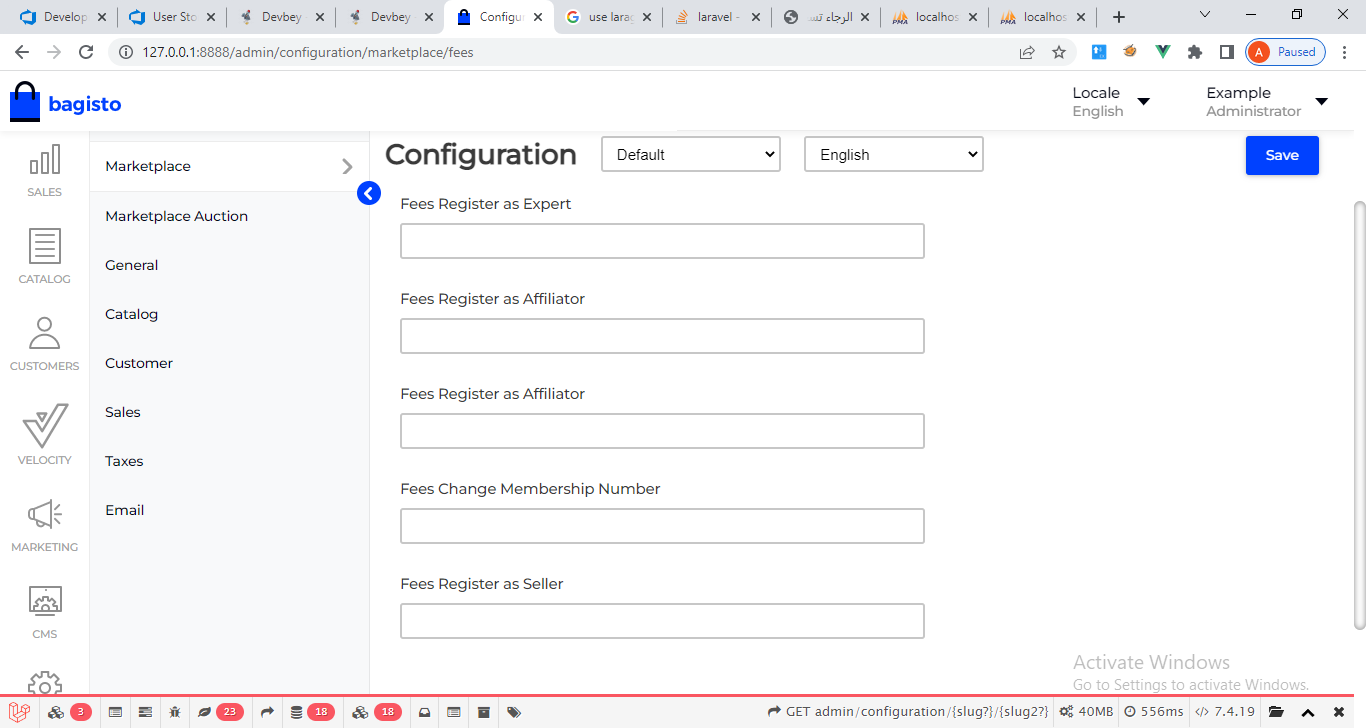 Develop
User Sto
Devbey
Devbey
Configur
use larag
laravel -
الرجاء تسـ
localhos
localhos
127.0.0.1:8888/admin/configuration/marketplace/fees
A Paused
bagisto
Locale
English
Example
Administrator
SALES
CATALOG
CUSTOMERS
VELOCITY
MARKETING
CMS
Marketplace
Marketplace Auction
General
Catalog
Customer
Sales
Taxes
Email
Configuration
Default
English
Save
Fees Register as Expert
Fees Register as Affiliator
Fees Register as Affiliator
Fees Change Membership Number
Fees Register as Seller
Activate Windows
Go to Settings to activate Windows.
3 23 18 18 GET admin/configuration/{slug?}/{slug2?} 40MB 556ms 7.4.19